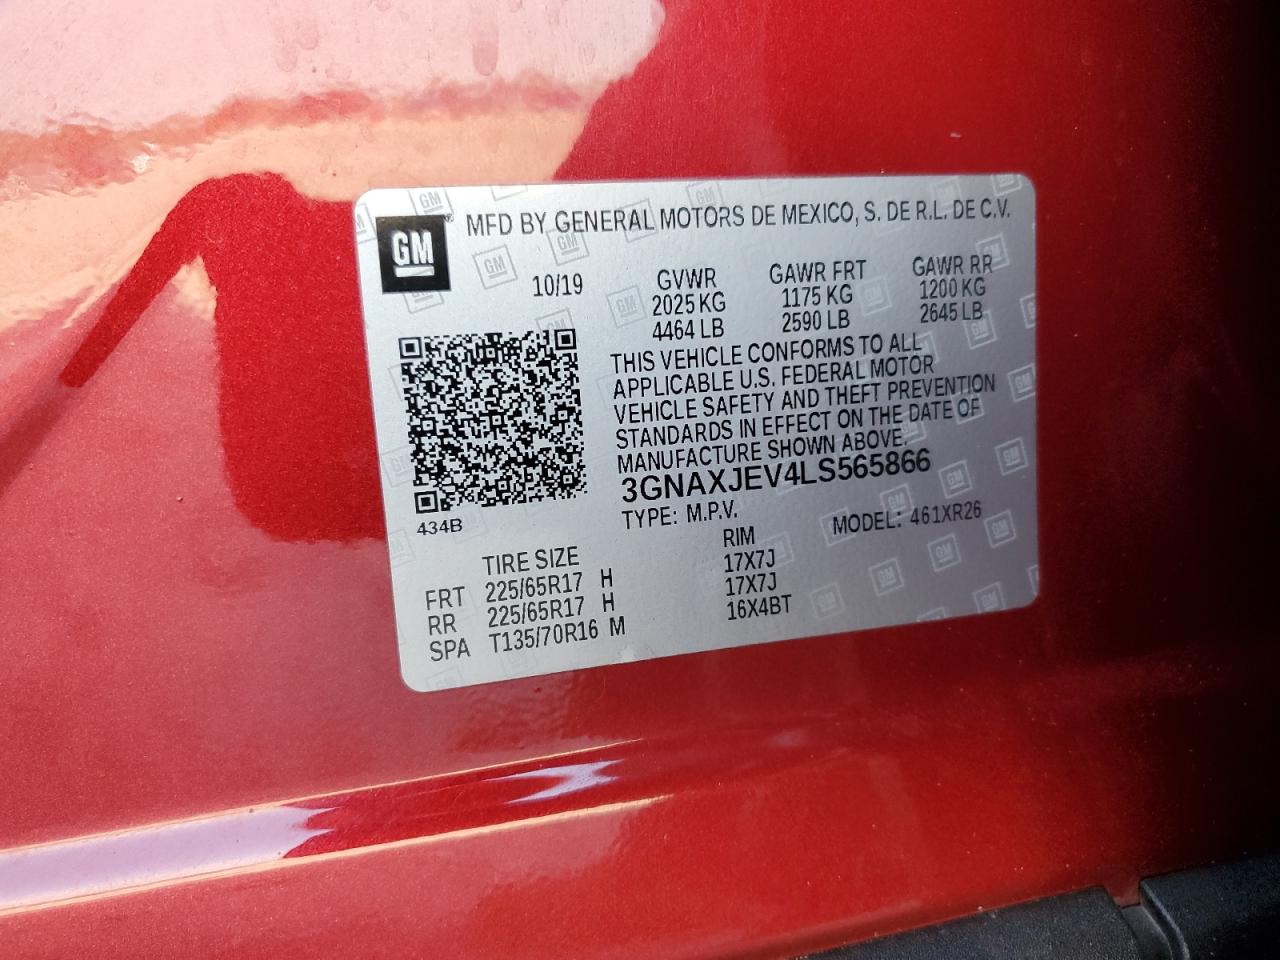 GM
MFD BY GENERAL MOTORS DE MEXICO, S. DE R.L. DE C.V.
10/19 GVWR GAWR FRT GAWR RR
2025 KG 1175 KG 1200 KG
4464 LB 2590 LB 2645 LB
THIS VEHICLE CONFORMS TO ALL
APPLICABLE U.S. FEDERAL MOTOR
VEHICLE SAFETY AND THEFT PREVENTION
STANDARDS IN EFFECT ON THE DATE OF
MANUFACTURE SHOWN ABOVE.
3GNAXJEV4LS565866
434B
TYPE: M.P.V. MODEL: 461XR26
TIRE SIZE RIM
FRT 225/65R17 H 17X7J
RR 225/65R17 H 17X7J
SPA T135/70R16 M 16X4BT